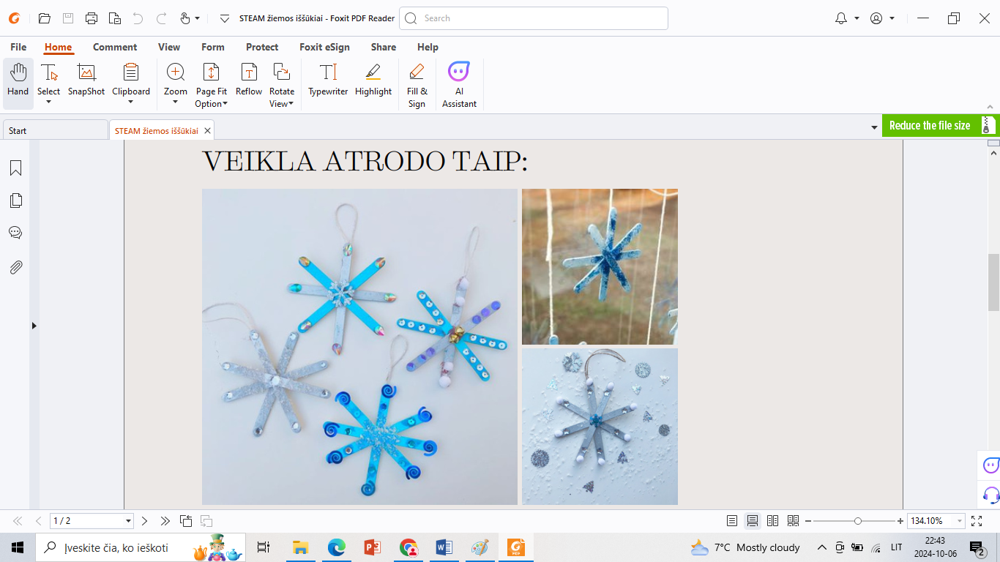 STEAM žiemos iššūkiai - Foxit PDF Reader
Search
File Home Comment View Form Protect Foxit eSign Share Help
Hand Select SnapShot Clipboard Zoom Page Fit Option Reflow Rotate View Typewriter Highlight Fill & Sign AI Assistant
Start
STEAM žiemos iššūkiai
Reduce the file size
VEIKLA ATRODO TAIP:
1 / 2
134.10%
Įveskite čia, ko ieškoti
7°C Mostly cloudy
LIT
22:43
2024-10-06
2